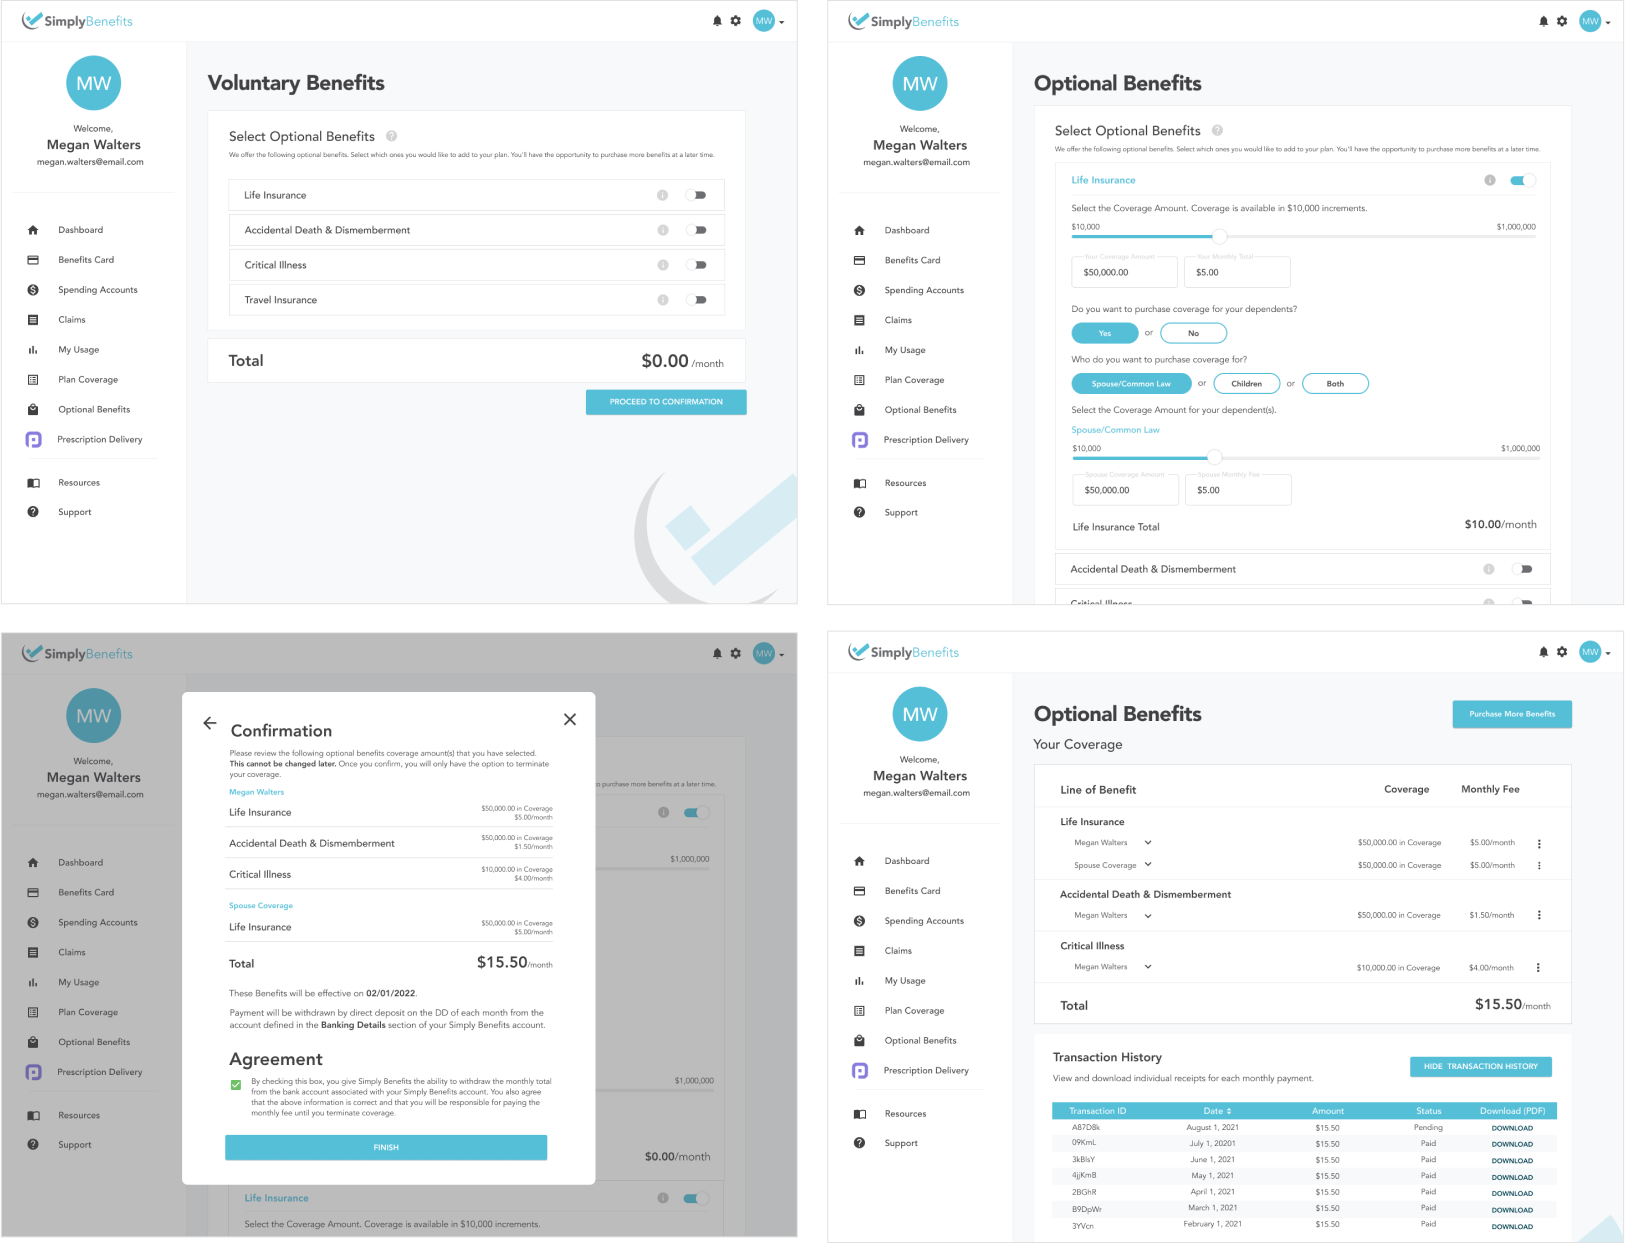 SimplyBenefits
MW
MW
Welcome,
Megan Walters
megan.walters@email.com
Dashboard
Benefits Card
Spending Accounts
Claims
My Usage
Plan Coverage
Optional Benefits
Prescription Delivery
Resources
Support
Voluntary Benefits
Select Optional Benefits ?
We offer the following optional benefits. Select which ones you would like to add to your plan. You'll have the opportunity to purchase more benefits at a later time.
Life Insurance
Accidental Death & Dismemberment
Critical Illness
Travel Insurance
Total $0.00 /month
PROCEED TO CONFIRMATION
SimplyBenefits
MW
MW
Welcome,
Megan Walters
megan.walters@email.com
Dashboard
Benefits Card
Spending Accounts
Claims
My Usage
Plan Coverage
Optional Benefits
Prescription Delivery
Resources
Support
Optional Benefits
Select Optional Benefits ?
We offer the following optional benefits. Select which ones you would like to add to your plan. You'll have the opportunity to purchase more benefits at a later time.
Life Insurance
Select the Coverage Amount. Coverage is available in $10,000 increments.
$10,000 $1,000,000
Your Coverage Amount Your Monthly Total
$50,000.00 $5.00
Do you want to purchase coverage for your dependents?
Yes or No
Who do you want to purchase coverage for?
Spouse/Common Law or Children or Both
Select the Coverage Amount for your dependent(s).
Spouse/Common Law
$10,000 $1,000,000
Spouse Coverage Amount Spouse Monthly Fee
$50,000.00 $5.00
Life Insurance Total $10.00/month
Accidental Death & Dismemberment
Critical Illness
SimplyBenefits
MW
MW
Welcome,
Megan Walters
megan.walters@email.com
Dashboard
Benefits Card
Spending Accounts
Claims
My Usage
Plan Coverage
Optional Benefits
Prescription Delivery
Resources
Support
to purchase more benefits at a later time.
$1,000,000
$1,000,000
$0.00/month
Life Insurance
Select the Coverage Amount. Coverage is available in $10,000 increments.
Confirmation
Please review the following optional benefits coverage amount(s) that you have selected.
This cannot be changed later. Once you confirm, you will only have the option to terminate
your coverage.
Megan Walters
Life Insurance $50,000.00 in Coverage
$5.00/month
Accidental Death & Dismemberment $50,000.00 in Coverage
$1.50/month
Critical Illness $10,000.00 in Coverage
$4.00/month
Spouse Coverage
Life Insurance $50,000.00 in Coverage
$5.00/month
Total $15.50/month
These Benefits will be effective on 02/01/2022.
Payment will be withdrawn by direct deposit on the DD of each month from the
account defined in the Banking Details section of your Simply Benefits account.
Agreement
By checking this box, you give Simply Benefits the ability to withdraw the monthly total
from the bank account associated with your Simply Benefits account. You also agree
that the above information is correct and that you will be responsible for paying the
monthly fee until you terminate coverage.
FINISH
SimplyBenefits
MW
MW
Welcome,
Megan Walters
megan.walters@email.com
Dashboard
Benefits Card
Spending Accounts
Claims
My Usage
Plan Coverage
Optional Benefits
Prescription Delivery
Resources
Support
Optional Benefits
Purchase More Benefits
Your Coverage
Line of Benefit Coverage Monthly Fee
Life Insurance
Megan Walters $50,000.00 in Coverage $5.00/month
Spouse Coverage $50,000.00 in Coverage $5.00/month
Accidental Death & Dismemberment
Megan Walters $50,000.00 in Coverage $1.50/month
Critical Illness
Megan Walters $10,000.00 in Coverage $4.00/month
Total $15.50/month
Transaction History
HIDE TRANSACTION HISTORY
View and download individual receipts for each monthly payment.
Transaction ID Date Amount Status Download (PDF)
A87D8k August 1, 2021 $15.50 Pending DOWNLOAD
09KmL July 1, 20201 $15.50 Paid DOWNLOAD
3kBlsY June 1, 2021 $15.50 Paid DOWNLOAD
4jjKmB May 1, 2021 $15.50 Paid DOWNLOAD
2BGhR April 1, 2021 $15.50 Paid DOWNLOAD
B9DpWr March 1, 2021 $15.50 Paid DOWNLOAD
3YVcn February 1, 2021 $15.50 Paid DOWNLOAD